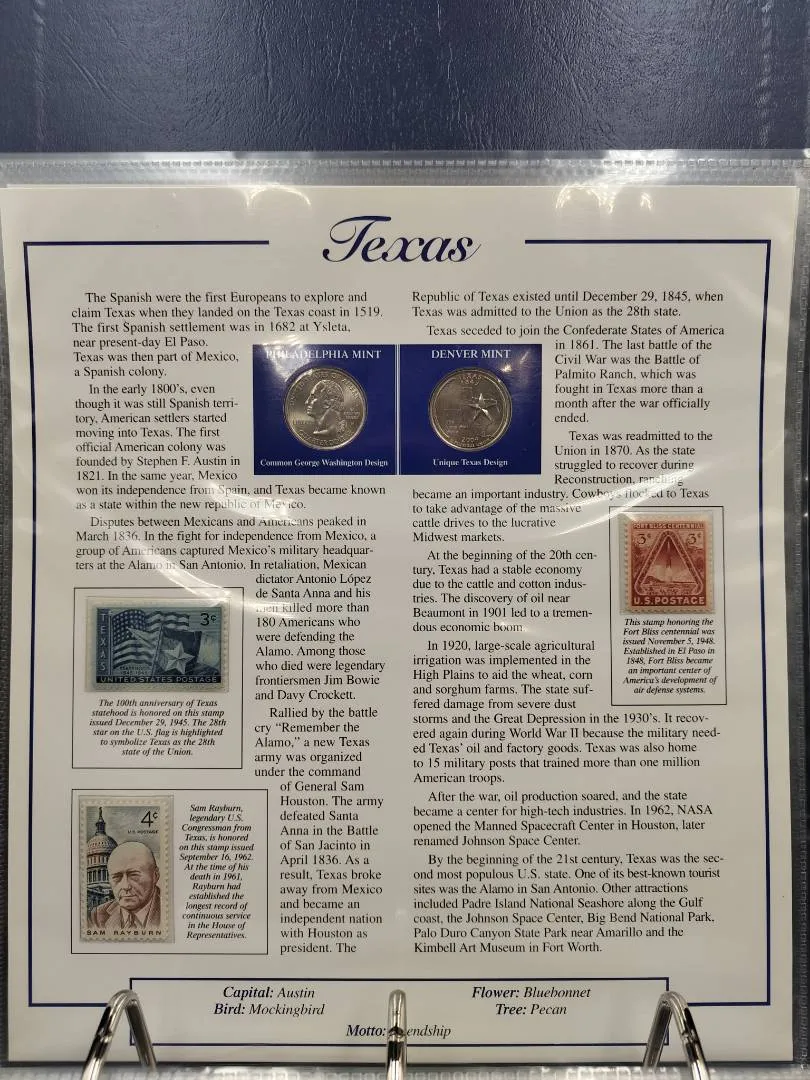 Texas
The Spanish were the first Europeans to explore and
claim Texas when they landed on the Texas coast in 1519.
The first Spanish settlement was in 1682 at Ysleta,
near present-day El Paso.
Texas was then part of Mexico,
a Spanish colony.
In the early 1800's, even
though it was still Spanish terri-
tory, American settlers started
moving into Texas. The first
official American colony was
founded by Stephen F. Austin in
1821. In the same year, Mexico
won its independence from Spain, and Texas became known
as a state within the new republic of Mexico.
Disputes between Mexicans and Americans peaked in
March 1836. In the fight for independence from Mexico, a
group of Americans captured Mexico's military headquar-
ters at the Alamo in San Antonio. In retaliation, Mexican
dictator Antonio López
de Santa Anna and his
men killed more than
180 Americans who
were defending the
Alamo. Among those
who died were legendary
frontiersmen Jim Bowie
and Davy Crockett.
Rallied by the battle
cry “Remember the
Alamo,” a new Texas
army was organized
under the command
of General Sam
Houston. The army
defeated Santa
Anna in the Battle
of San Jacinto in
April 1836. As a
result, Texas broke
away from Mexico
and became an
independent nation
with Houston as
president. The
PHILADELPHIA MINT
Common George Washington Design
DENVER MINT
TEXAS
2004
Unique Texas Design
TEXAS
3¢
UNITED STATES POSTAGE
The 100th anniversary of Texas
statehood is honored on this stamp
issued December 29, 1945. The 28th
star on the U.S. flag is highlighted
to symbolize Texas as the 28th
state of the Union.
4¢
U.S. POSTAGE
SAM RAYBURN
Sam Rayburn,
legendary U.S.
Congressman from
Texas, is honored
on this stamp issued
September 16, 1962.
At the time of his
death in 1961,
Rayburn had
established the
longest record of
continuous service
in the House of
Representatives.
Republic of Texas existed until December 29, 1845, when
Texas was admitted to the Union as the 28th state.
Texas seceded to join the Confederate States of America
in 1861. The last battle of the
Civil War was the Battle of
Palmito Ranch, which was
fought in Texas more than a
month after the war officially
ended.
Texas was readmitted to the
Union in 1870. As the state
struggled to recover during
Reconstruction, ranching
became an important industry. Cowboys flocked to Texas
to take advantage of the massive
cattle drives to the lucrative
Midwest markets.
At the beginning of the 20th cen-
tury, Texas had a stable economy
due to the cattle and cotton indus-
tries. The discovery of oil near
Beaumont in 1901 led to a tremen-
dous economic boom.
In 1920, large-scale agricultural
irrigation was implemented in the
High Plains to aid the wheat, corn
and sorghum farms. The state suf-
fered damage from severe dust
storms and the Great Depression in the 1930's. It recov-
ered again during World War II because the military need-
ed Texas' oil and factory goods. Texas was also home
to 15 military posts that trained more than one million
American troops.
After the war, oil production soared, and the state
became a center for high-tech industries. In 1962, NASA
opened the Manned Spacecraft Center in Houston, later
renamed Johnson Space Center.
By the beginning of the 21st century, Texas was the sec-
ond most populous U.S. state. One of its best-known tourist
sites was the Alamo in San Antonio. Other attractions
included Padre Island National Seashore along the Gulf
coast, the Johnson Space Center, Big Bend National Park,
Palo Duro Canyon State Park near Amarillo and the
Kimbell Art Museum in Fort Worth.
FORT BLISS CENTENNIAL
3¢ 3¢
U.S. POSTAGE
This stamp honoring the
Fort Bliss centennial was
issued November 5, 1948.
Established in El Paso in
1848, Fort Bliss became
an important center of
America's development of
air defense systems.
Capital: Austin
Flower: Bluebonnet
Bird: Mockingbird
Tree: Pecan
Motto: endship